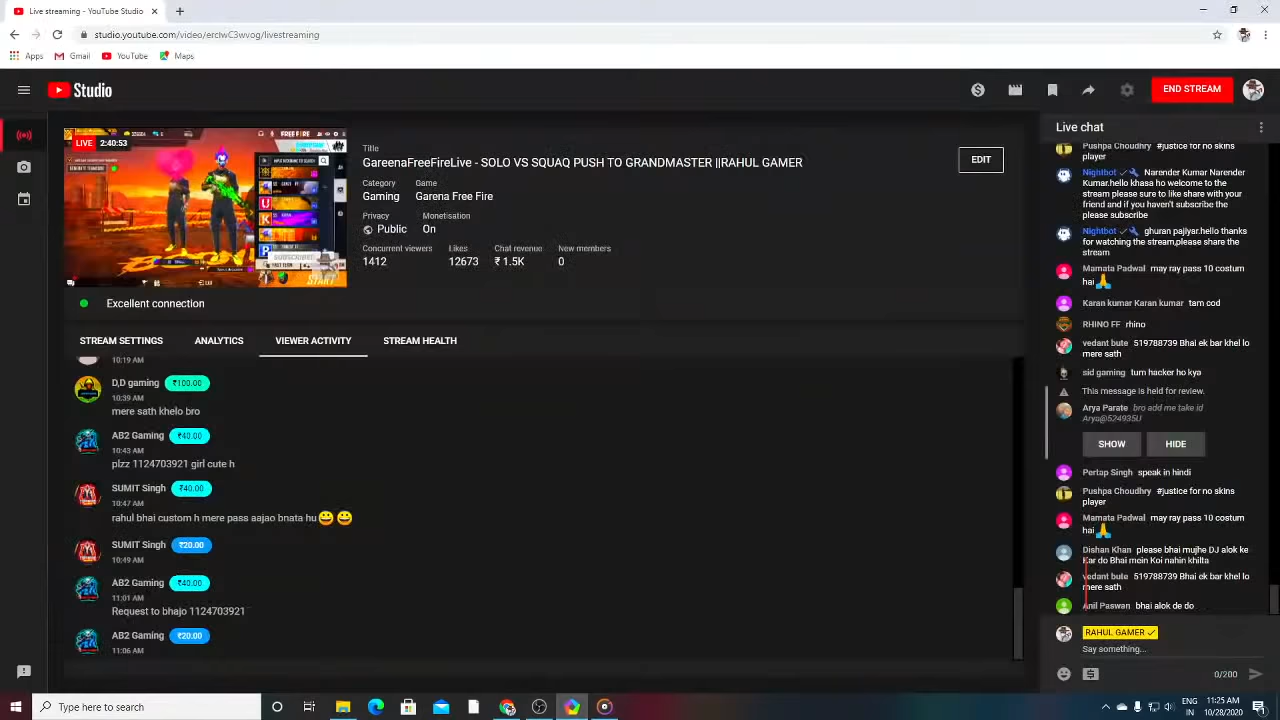 Live streaming - YouTube Studio
studio.youtube.com/video/erciwC3wvog/livestreaming
Apps Gmail YouTube Maps
Studio
END STREAM
LIVE 2:40:53
FREE FIRE
START
Title
GareenaFreeFireLive - SOLO VS SQUAQ PUSH TO GRANDMASTER ||RAHUL GAMER
EDIT
Category Game
Gaming Garena Free Fire
Privacy Monetisation
Public On
Concurrent viewers Likes Chat revenue New members
1412 12673 ₹ 1.5K 0
Excellent connection
STREAM SETTINGS ANALYTICS VIEWER ACTIVITY STREAM HEALTH
10:19 AM
D,D gaming ₹100.00
10:39 AM
mere sath khelo bro
AB2 Gaming ₹40.00
10:43 AM
plzz 1124703921 girl cute h
SUMIT Singh ₹40.00
10:47 AM
rahul bhai custom h mere pass aajao bnata hu😀 😀
SUMIT Singh ₹20.00
10:49 AM
AB2 Gaming ₹40.00
11:01 AM
Request to bhajo 1124703921
AB2 Gaming ₹20.00
11:06 AM
Live chat
Pushpa Choudhry #justice for no skins
player
Nightbot Narender Kumar Narender
Kumar.hello khasa ho welcome to the
stream please sure to like share with your
friend and if you haven't subscribe the
please subscribe
Nightbot ghuran pajiyar.hello thanks
for watching the stream,please share the
stream
Mamata Padwal may ray pass 10 costum
hai🙏
Karan kumar Karan kumar tam cod
RHINO FF rhino
vedant bute 519788739 Bhai ek bar khel lo
mere sath
sid gaming tum hacker ho kya
This message is held for review.
Arya Parate bro add me take id
Arya@524935U
SHOW HIDE
Pertap Singh speak in hindi
Pushpa Choudhry #justice for no skins
player
Mamata Padwal may ray pass 10 costum
hai🙏
Dishan Khan please bhai mujhe DJ alok ke
Kar do Bhai mein Koi nahin khilta
vedant bute 519788739 Bhai ek bar khel lo
mere sath
Anil Paswan bhai alok de do
RAHUL GAMER ✓
Say something...
0/200
Type here to search
ENG 11:25 AM
IN 10/28/2020